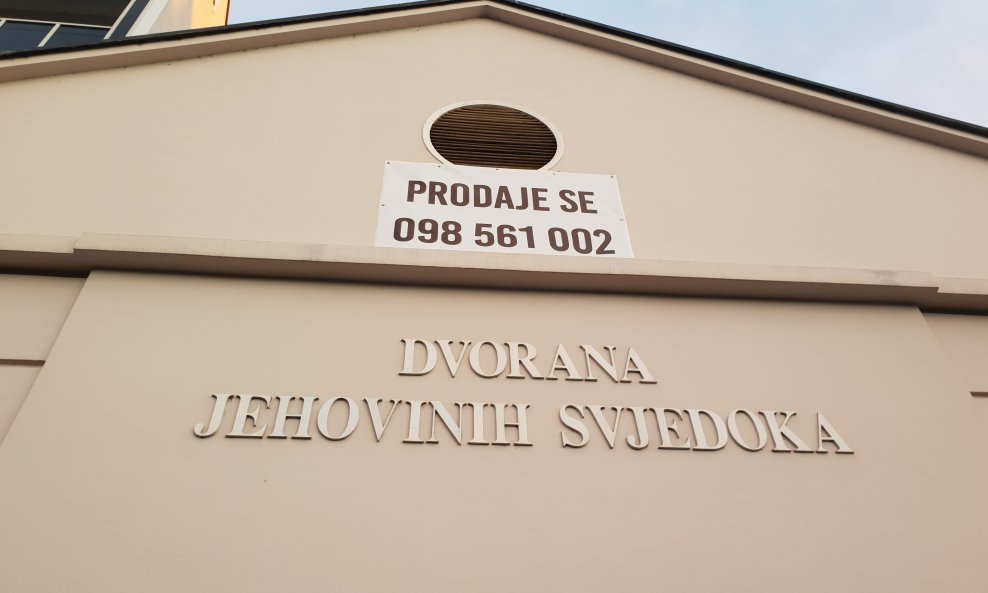 PRODAJE SE
098 561 002
DVORANA
JEHOVINIH SVJEDOKA